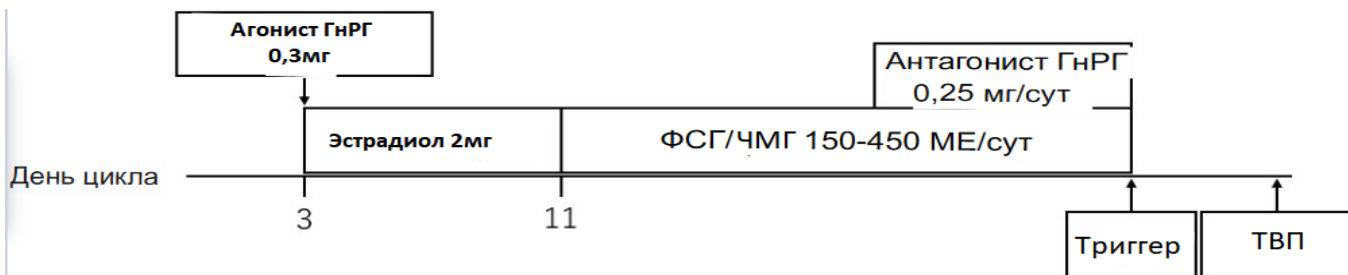 Агонист ГнРГ
0,3мг
Антагонист ГнРГ
0,25 мг/сут
Эстрадиол 2мг
ФСГ/ЧМГ 150-450 МЕ/сут
День цикла
3
11
Триггер
ТВП